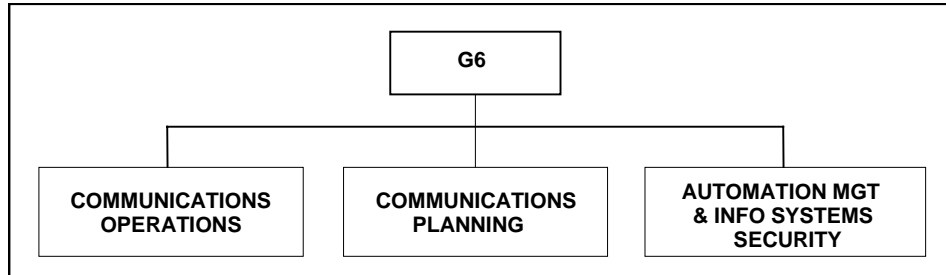 G6
COMMUNICATIONS
OPERATIONS
COMMUNICATIONS
PLANNING
AUTOMATION MGT
& INFO SYSTEMS
SECURITY